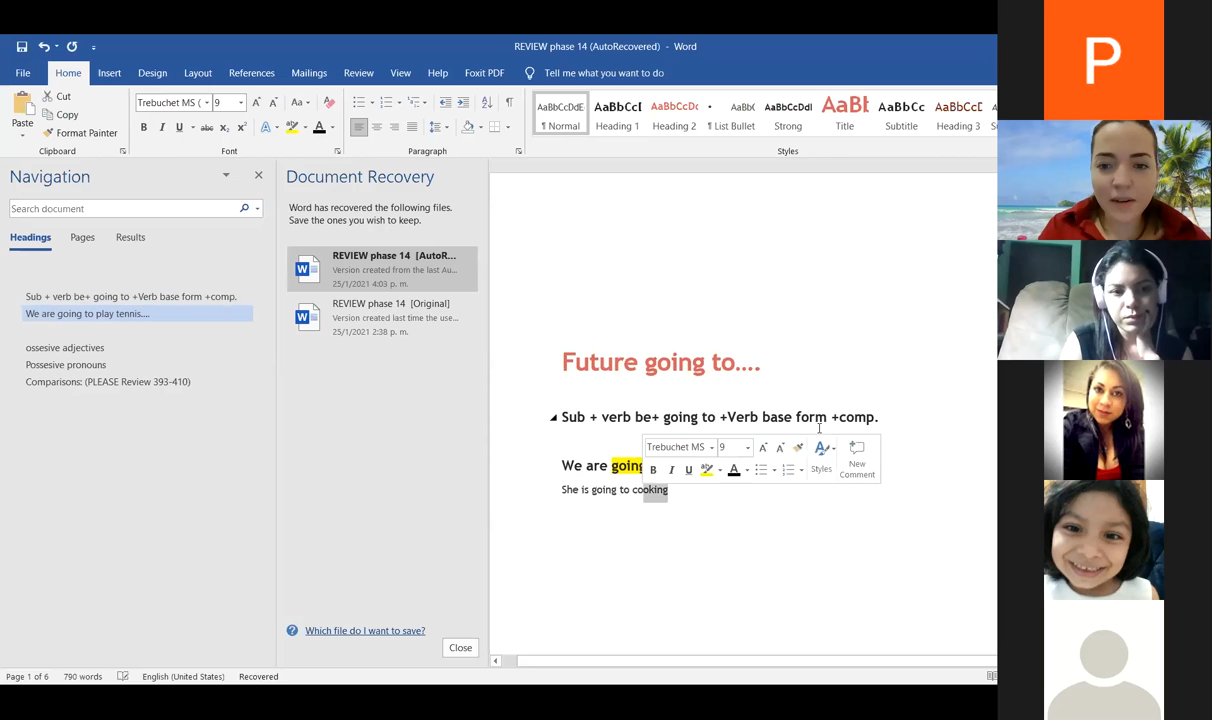 REVIEW phase 14 (AutoRecovered) - Word
File Home Insert Design Layout References Mailings Review View Help Foxit PDF Tell me what you want to do
Paste
Cut
Copy
Format Painter
Clipboard
Trebuchet MS ( 9
Aa
B I U abc x₂ x²
Font
Paragraph
AaBbCcDdE
¶ Normal
AaBbCcI
Heading 1
AaBbCcDc
Heading 2
AaBbC
¶ List Bullet
AaBbCcDdI
Strong
AaBb
Title
AaBbCc
Subtitle
AaBbCcI
Heading 3
Styles
Navigation
Search document
Headings Pages Results
Sub + verb be+ going to +Verb base form +comp.
We are going to play tennis....
ossesive adjectives
Possesive pronouns
Comparisons: (PLEASE Review 393-410)
Document Recovery
Word has recovered the following files.
Save the ones you wish to keep.
REVIEW phase 14 [AutoR...
Version created from the last Au...
25/1/2021 4:03 p. m.
REVIEW phase 14 [Original]
Version created last time the use...
25/1/2021 2:38 p. m.
Which file do I want to save?
Close
Future going to....
Sub + verb be+ going to +Verb base form +comp.
Trebuchet MS 9
B I U
Styles
New
Comment
We are going
She is going to cooking
Page 1 of 6 790 words English (United States) Recovered
P